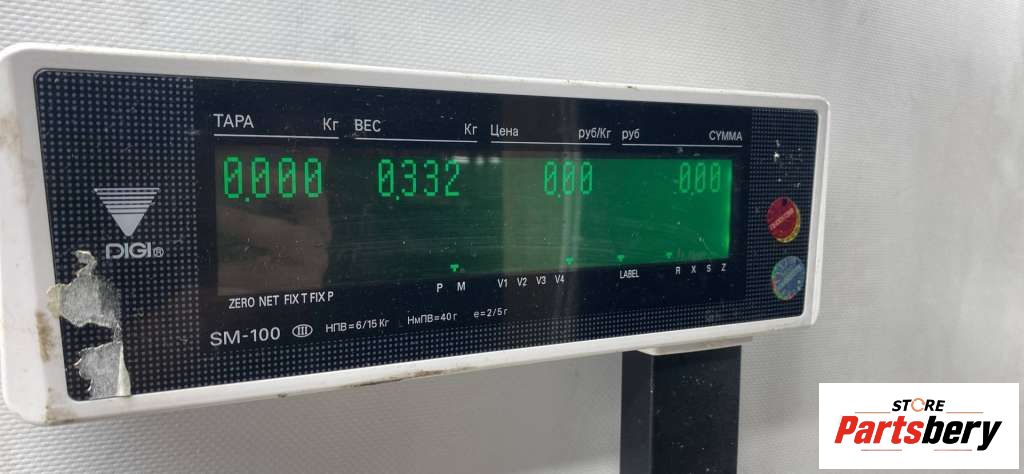 ТАРА Кг ВЕС Кг Цена руб/Кг руб СУММА
0.000 0.332 0.00 0.00
DIGI®
P M V1 V2 V3 V4 LABEL R X S Z
ZERO NET FIX T FIX P
SM-100 III НПВ=6/15 Кг НмПВ=40 г e=2/5 г
STORE
Partsbery